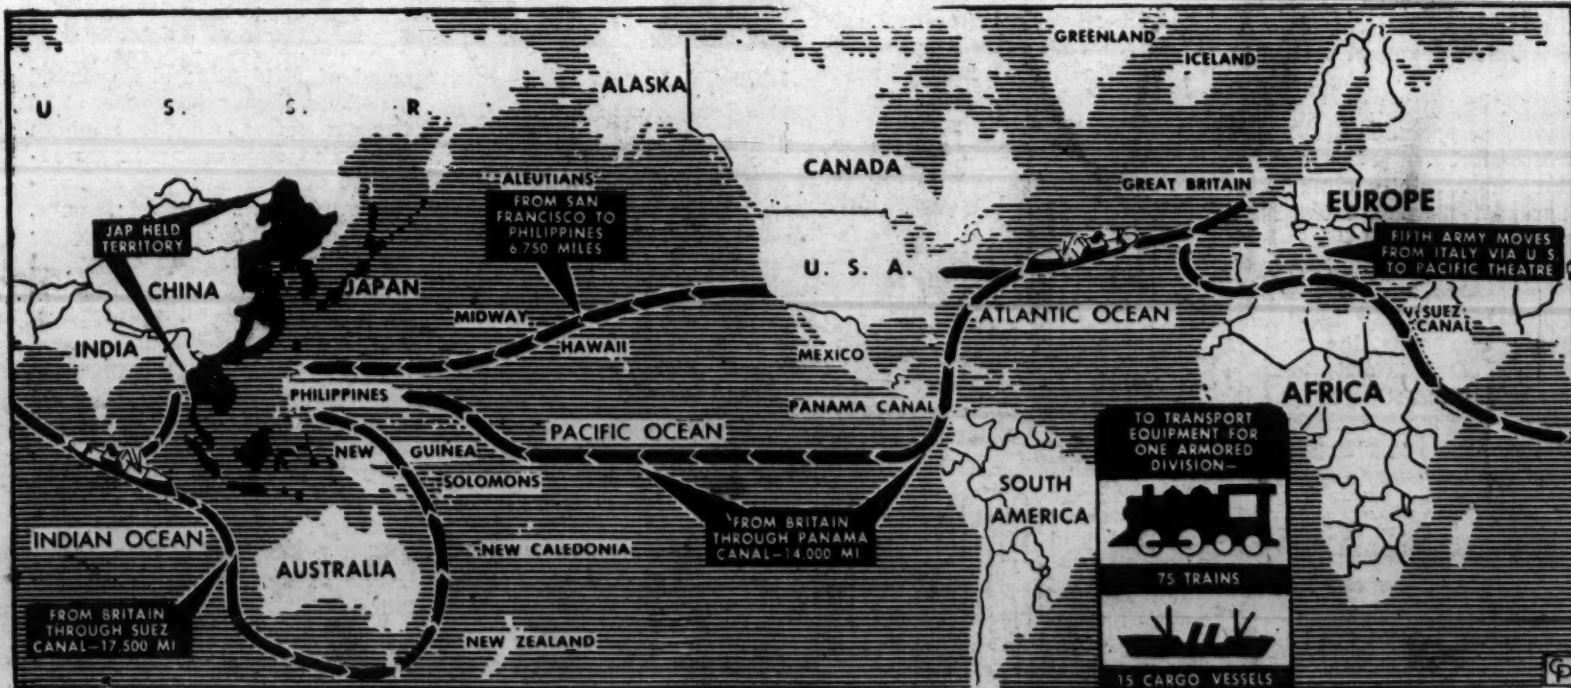 GREENLAND
ICELAND
ALASKA
U. S. S. R.
CANADA
ALEUTIANS
FROM SAN
FRANCISCO TO
PHILIPPINES
6,750 MILES
GREAT BRITAIN
EUROPE
JAP HELD
TERRITORY
FIFTH ARMY MOVES
FROM ITALY VIA U S.
TO PACIFIC THEATRE
CHINA
JAPAN
U. S. A.
MIDWAY
ATLANTIC OCEAN
SUEZ
CANAL
INDIA
HAWAII
MEXICO
PHILIPPINES
PANAMA CANAL
AFRICA
TO TRANSPORT
EQUIPMENT FOR
ONE ARMORED
DIVISION—
PACIFIC OCEAN
NEW GUINEA
SOLOMONS
SOUTH
AMERICA
INDIAN OCEAN
FROM BRITAIN
THROUGH PANAMA
CANAL—14,000 MI
NEW CALEDONIA
AUSTRALIA
75 TRAINS
FROM BRITAIN
THROUGH SUEZ
CANAL—17,500 MI
NEW ZEALAND
15 CARGO VESSELS
CP